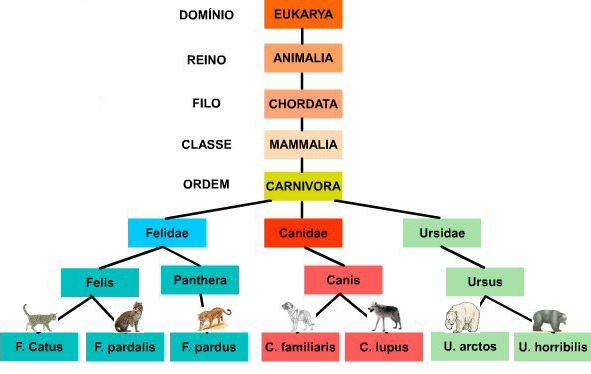 DOMÍNIO EUKARYA
REINO ANIMALIA
FILO CHORDATA
CLASSE MAMMALIA
ORDEM CARNIVORA
Felidae Canidae Ursidae
Felis Panthera Canis Ursus
F. Catus F. pardalis F. pardus C. familiaris C. lupus U. arctos U. horribilis